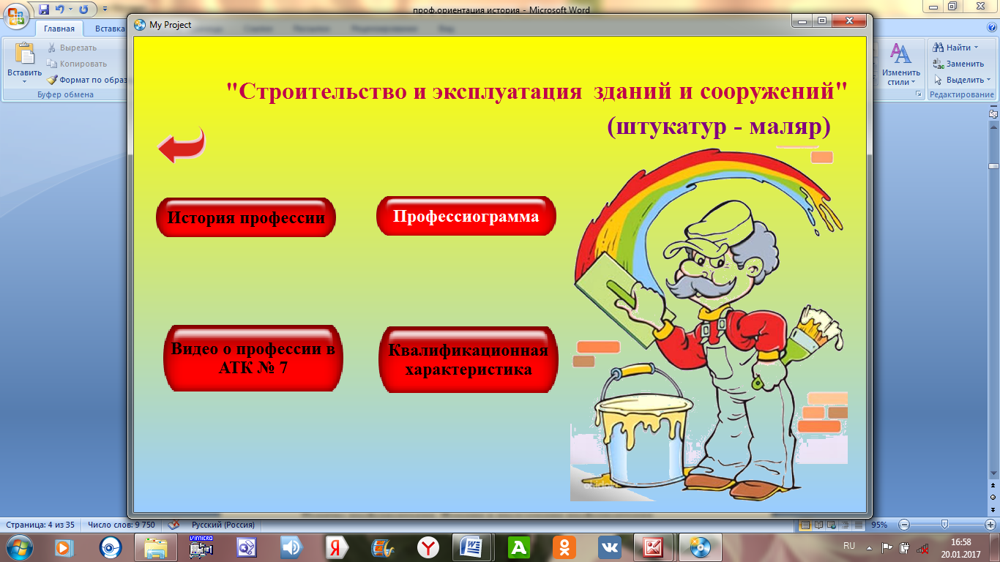 проф.ориентация история - Microsoft Word
My Project
Главная
Вставка
Вид
Вставить
Вырезать
Копировать
Формат по образ
Буфер обмена
Изменить
стили
Найти
Заменить
Выделить
Редактирование
"Строительство и эксплуатация зданий и сооружений"
(штукатур - маляр)
История профессии
Профессиограмма
Видео о профессии в
АТК № 7
Квалификационная
характеристика
Страница: 4 из 35
Число слов: 9 750
Русский (Россия)
95%
VIMICRO
Я
Y
W
A
RU
16:58
20.01.2017